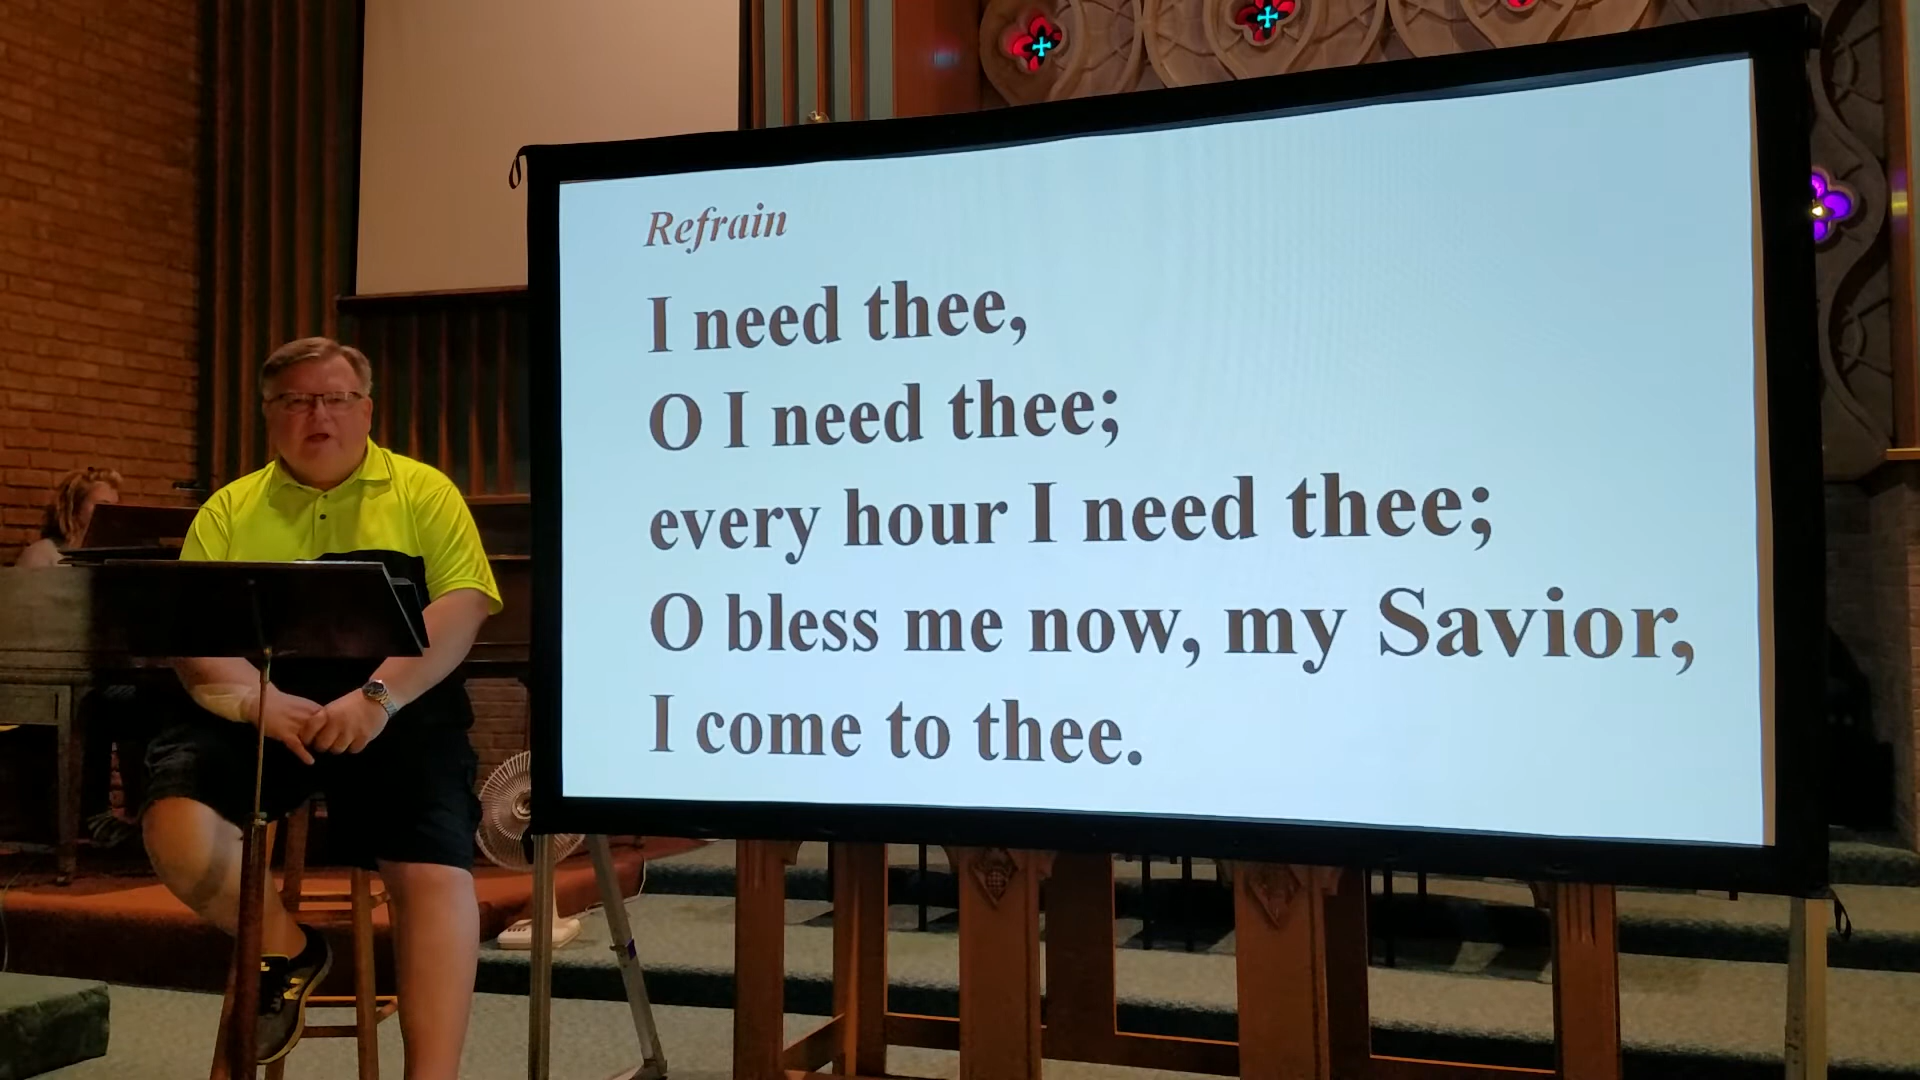 Refrain
I need thee,
O I need thee;
every hour I need thee;
O bless me now, my Savior,
I come to thee.